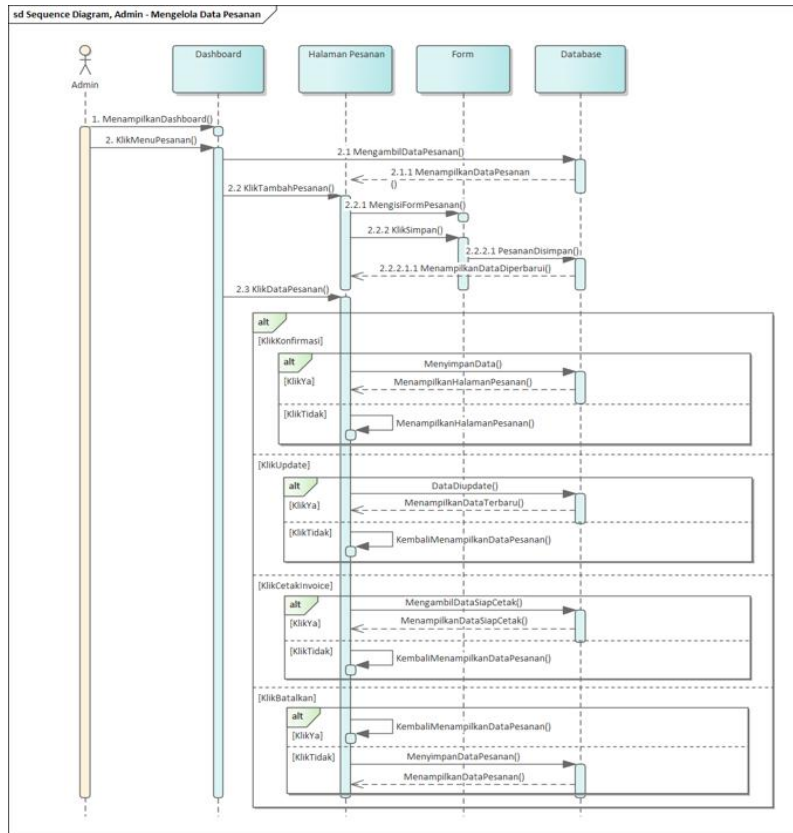 sd Sequence Diagram, Admin - Mengelola Data Pesanan
Dashboard
Halaman Pesanan
Form
Database
Admin
1. MenampilkanDashboard()
2. KlikMenuPesanan()
2.1 MengambilDataPesanan()
2.1.1 MenampilkanDataPesanan
()
2.2 KlikTambahPesanan()
2.2.1 MengisiFormPesanan()
2.2.2 KlikSimpan()
2.2.2.1 PesananDisimpan()
2.2.2.1.1 MenampilkanDataDiperbarui()
2.3 KlikDataPesanan()
alt
[KlikKonfirmasi]
alt
MenyimpanData()
[KlikYa]
MenampilkanHalamanPesanan()
[KlikTidak]
MenampilkanHalamanPesanan()
[KlikUpdate]
alt
DataDiupdate()
[KlikYa]
MenampilkanDataTerbaru()
[KlikTidak]
KembaliMenampilkanDataPesanan()
[KlikCetakInvoice]
alt
MengambilDataSiapCetak()
[KlikYa]
MenampilkanDataSiapCetak()
[KlikTidak]
KembaliMenampilkanDataPesanan()
[KlikBatalkan]
alt
KembaliMenampilkanDataPesanan()
[KlikYa]
[KlikTidak]
MenyimpanDataPesanan()
MenampilkanDataPesanan()